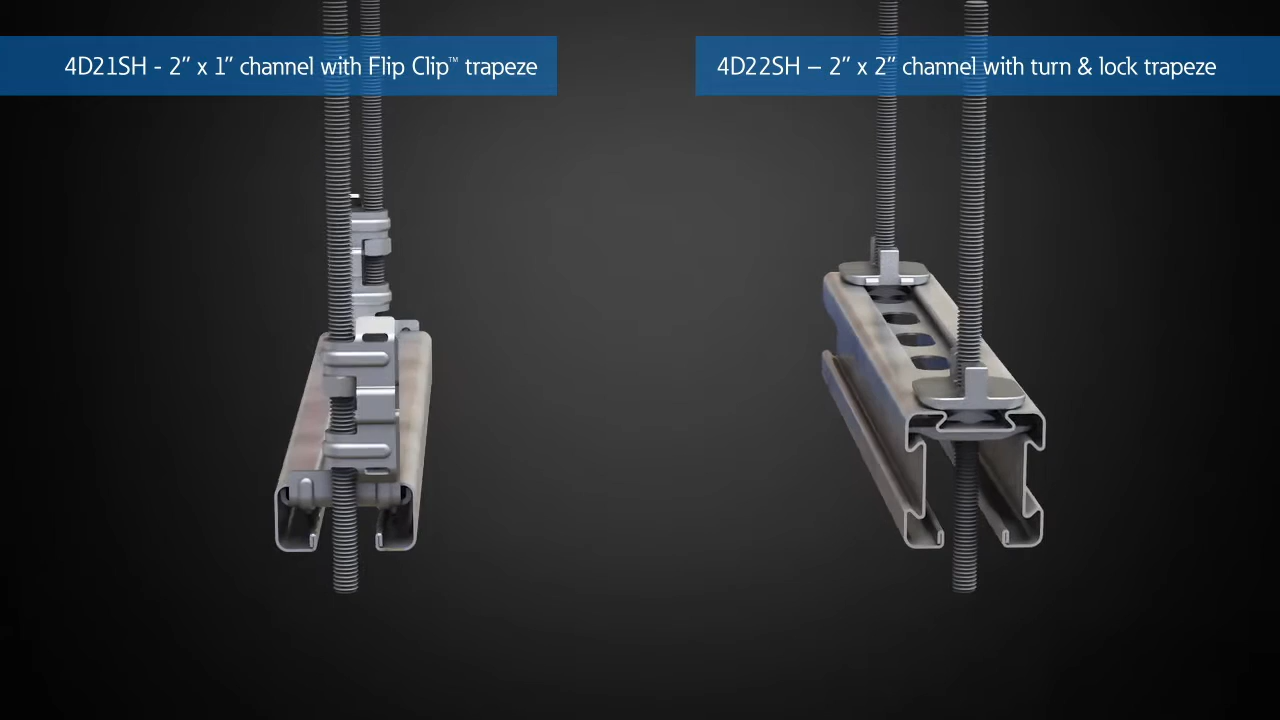 4D21SH - 2” x 1” channel with Flip Clip™ trapeze
4D22SH – 2” x 2” channel with turn & lock trapeze